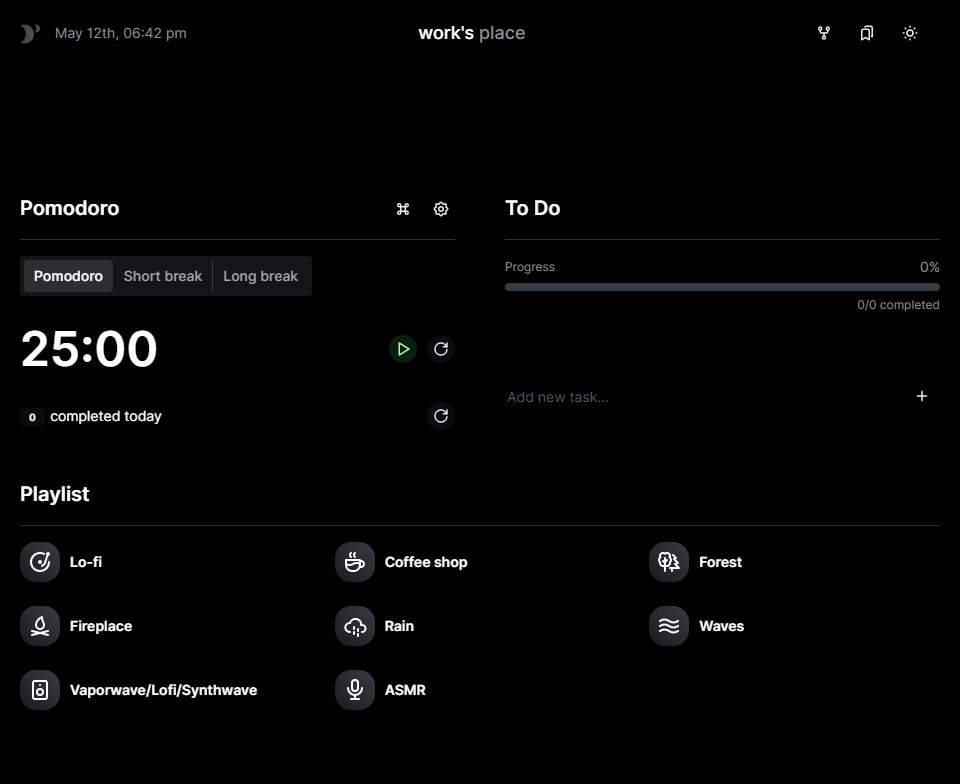 May 12th, 06:42 pm
work's place
Pomodoro
Pomodoro Short break Long break
25:00
0 completed today
To Do
Progress 0%
0/0 completed
Add new task...
Playlist
Lo-fi
Coffee shop
Forest
Fireplace
Rain
Waves
Vaporwave/Lofi/Synthwave
ASMR